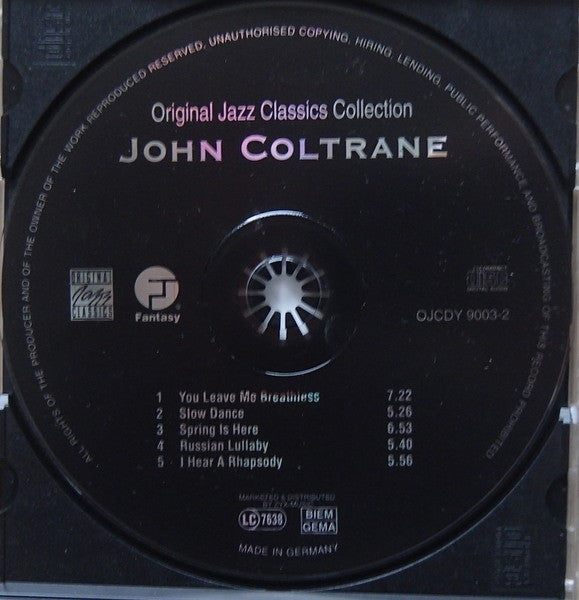 ALL RIGHTS OF THE PRODUCER AND OF THE OWNER OF THE WORK REPRODUCED RESERVED. UNAUTHORISED COPYING, HIRING, LENDING, PUBLIC PERFORMANCE AND BROADCASTING OF THIS RECORD PROHIBITED
Original Jazz Classics Collection
JOHN COLTRANE
ORIGINAL
Jazz
CLASSICS
Fantasy®
OJCDY 9003-2
1 You Leave Me Breathless 7.22
2 Slow Dance 5.26
3 Spring Is Here 6.53
4 Russian Lullaby 5.40
5 I Hear A Rhapsody 5.56
MARKETED & DISTRIBUTED
BY ZYX-MUSIC
LC 7638
BIEM
GEMA
MADE IN GERMANY